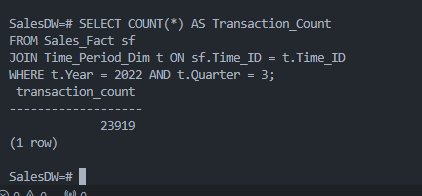 SalesDW=# SELECT COUNT(*) AS Transaction_Count
FROM Sales_Fact sf
JOIN Time_Period_Dim t ON sf.Time_ID = t.Time_ID
WHERE t.Year = 2022 AND t.Quarter = 3;
 transaction_count
-------------------
             23919
(1 row)

SalesDW=#